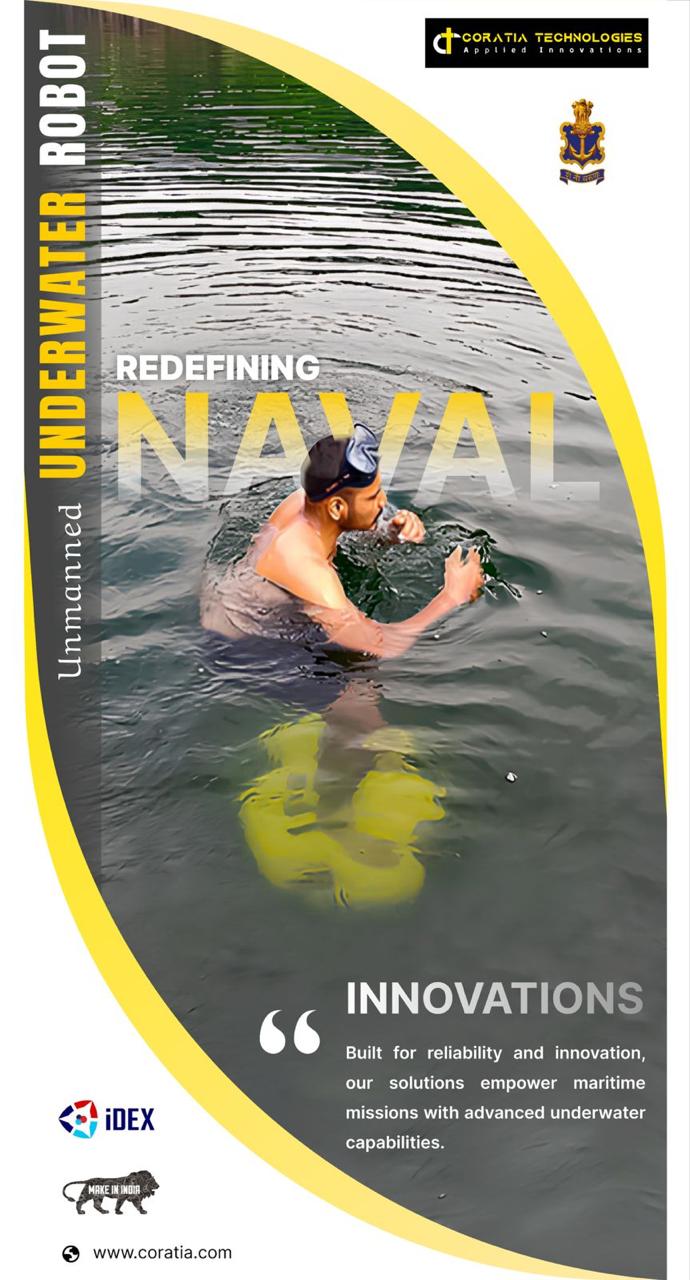 CORATIA TECHNOLOGIES
Applied Innovations
Unmanned UNDERWATER ROBOT
REDEFINING
NAVAL
INNOVATIONS
“
Built for reliability and innovation,
our solutions empower maritime
missions with advanced underwater
capabilities.
iDEX
MAKE IN INDIA
www.coratia.com